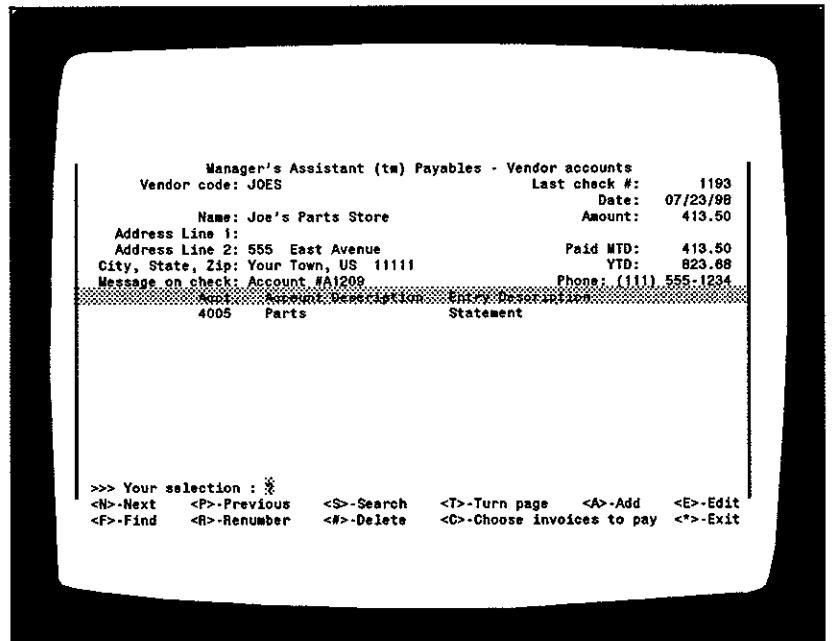 Manager's Assistant (tm) Payables - Vendor accounts
Vendor code: JOES Last check #: 1193
Date: 07/23/98
Name: Joe's Parts Store Amount: 413.50
Address Line 1:
Address Line 2: 555 East Avenue Paid MTD: 413.50
City, State, Zip: Your Town, US 11111 YTD: 823.68
Message on check: Account #A1209 Phone: (111) 555-1234
Acct. Account Description Entry Description
4005 Parts Statement
>>> Your selection :
<N>-Next <P>-Previous <S>-Search <T>-Turn page <A>-Add <E>-Edit
<F>-Find <R>-Renumber <#>-Delete <C>-Choose invoices to pay <*>-Exit